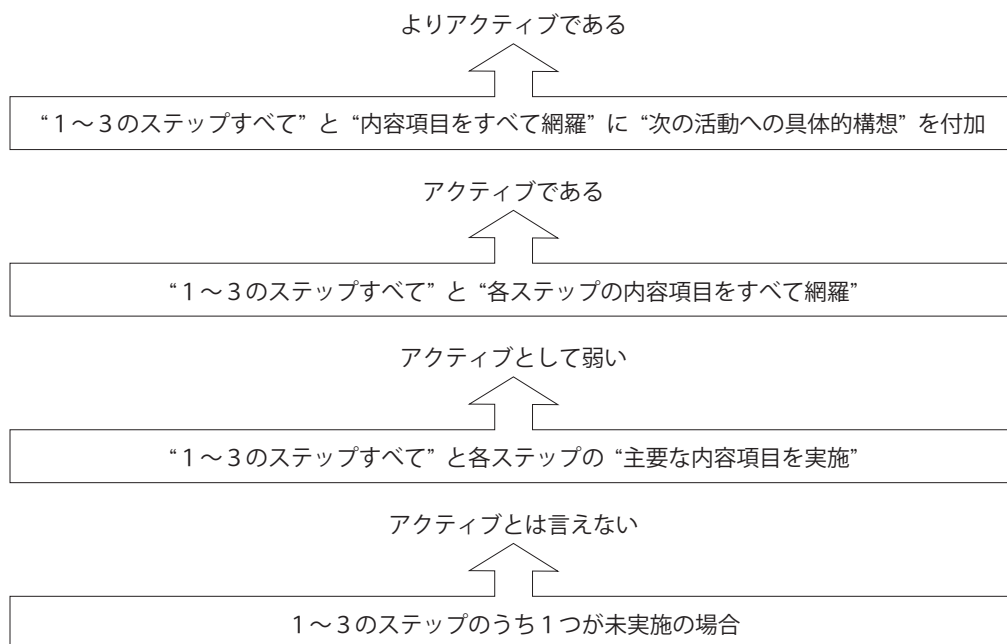 よりアクティブである
“１～３のステップすべて” と “内容項目をすべて網羅” に “次の活動への具体的構想” を付加
アクティブである
“１～３のステップすべて” と “各ステップの内容項目をすべて網羅”
アクティブとして弱い
“１～３のステップすべて” と各ステップの “主要な内容項目を実施”
アクティブとは言えない
１～３のステップのうち１つが未実施の場合